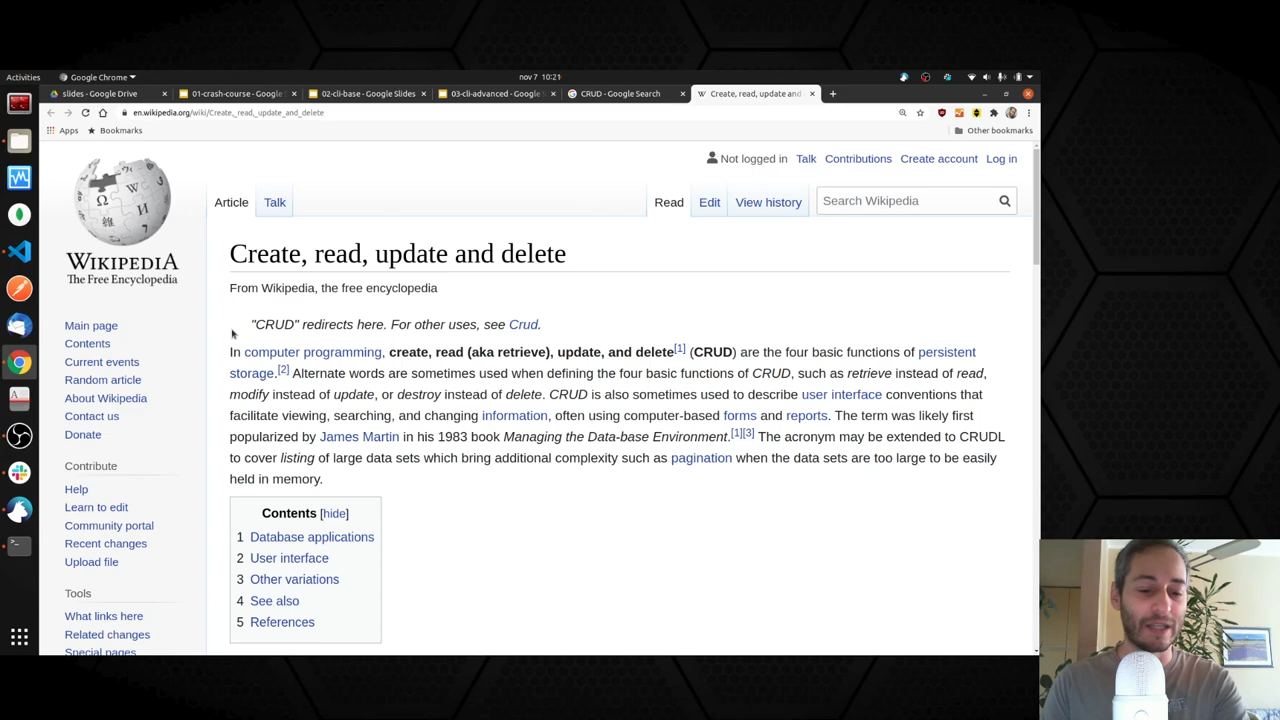 Activities
Google Chrome
nov 7 10:21
slides - Google Drive
01-crash-course - Google
02-cli-base - Google Slides
03-cli-advanced - Google S
CRUD - Google Search
Create, read, update and
en.wikipedia.org/wiki/Create,_read,_update_and_delete
Apps
Bookmarks
Other bookmarks
Not logged in
Talk
Contributions
Create account
Log in
Article
Talk
Read
Edit
View history
Search Wikipedia
WIKIPEDIA
The Free Encyclopedia
Main page
Contents
Current events
Random article
About Wikipedia
Contact us
Donate
Contribute
Help
Learn to edit
Community portal
Recent changes
Upload file
Tools
What links here
Related changes
Special pages
Create, read, update and delete
From Wikipedia, the free encyclopedia
"CRUD" redirects here. For other uses, see Crud.
In computer programming, create, read (aka retrieve), update, and delete[1] (CRUD) are the four basic functions of persistent
storage.[2] Alternate words are sometimes used when defining the four basic functions of CRUD, such as retrieve instead of read,
modify instead of update, or destroy instead of delete. CRUD is also sometimes used to describe user interface conventions that
facilitate viewing, searching, and changing information, often using computer-based forms and reports. The term was likely first
popularized by James Martin in his 1983 book Managing the Data-base Environment.[1][3] The acronym may be extended to CRUDL
to cover listing of large data sets which bring additional complexity such as pagination when the data sets are too large to be easily
held in memory.
Contents [hide]
1 Database applications
2 User interface
3 Other variations
4 See also
5 References